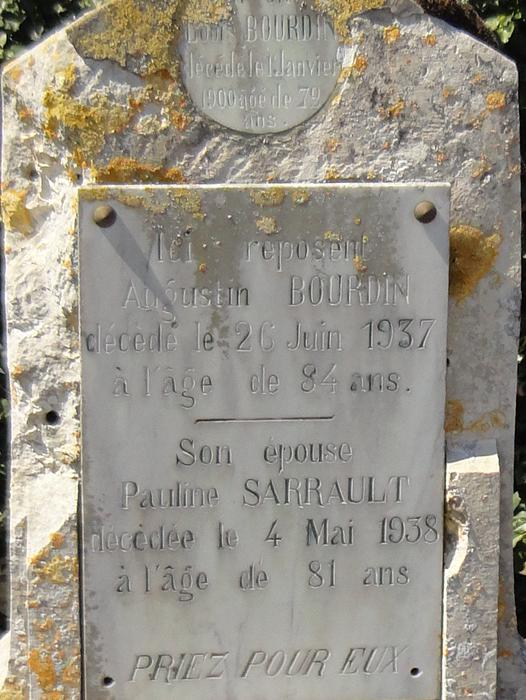 Louis BOURDIN
décédé le 1 Janvier
1900 âgé de 79
ans.
Ici reposent
Augustin BOURDIN
décédé le 26 Juin 1937
à l'âge de 84 ans.
Son épouse
Pauline SARRAULT
décédée le 4 Mai 1938
à l'âge de 81 ans
PRIEZ POUR EUX.